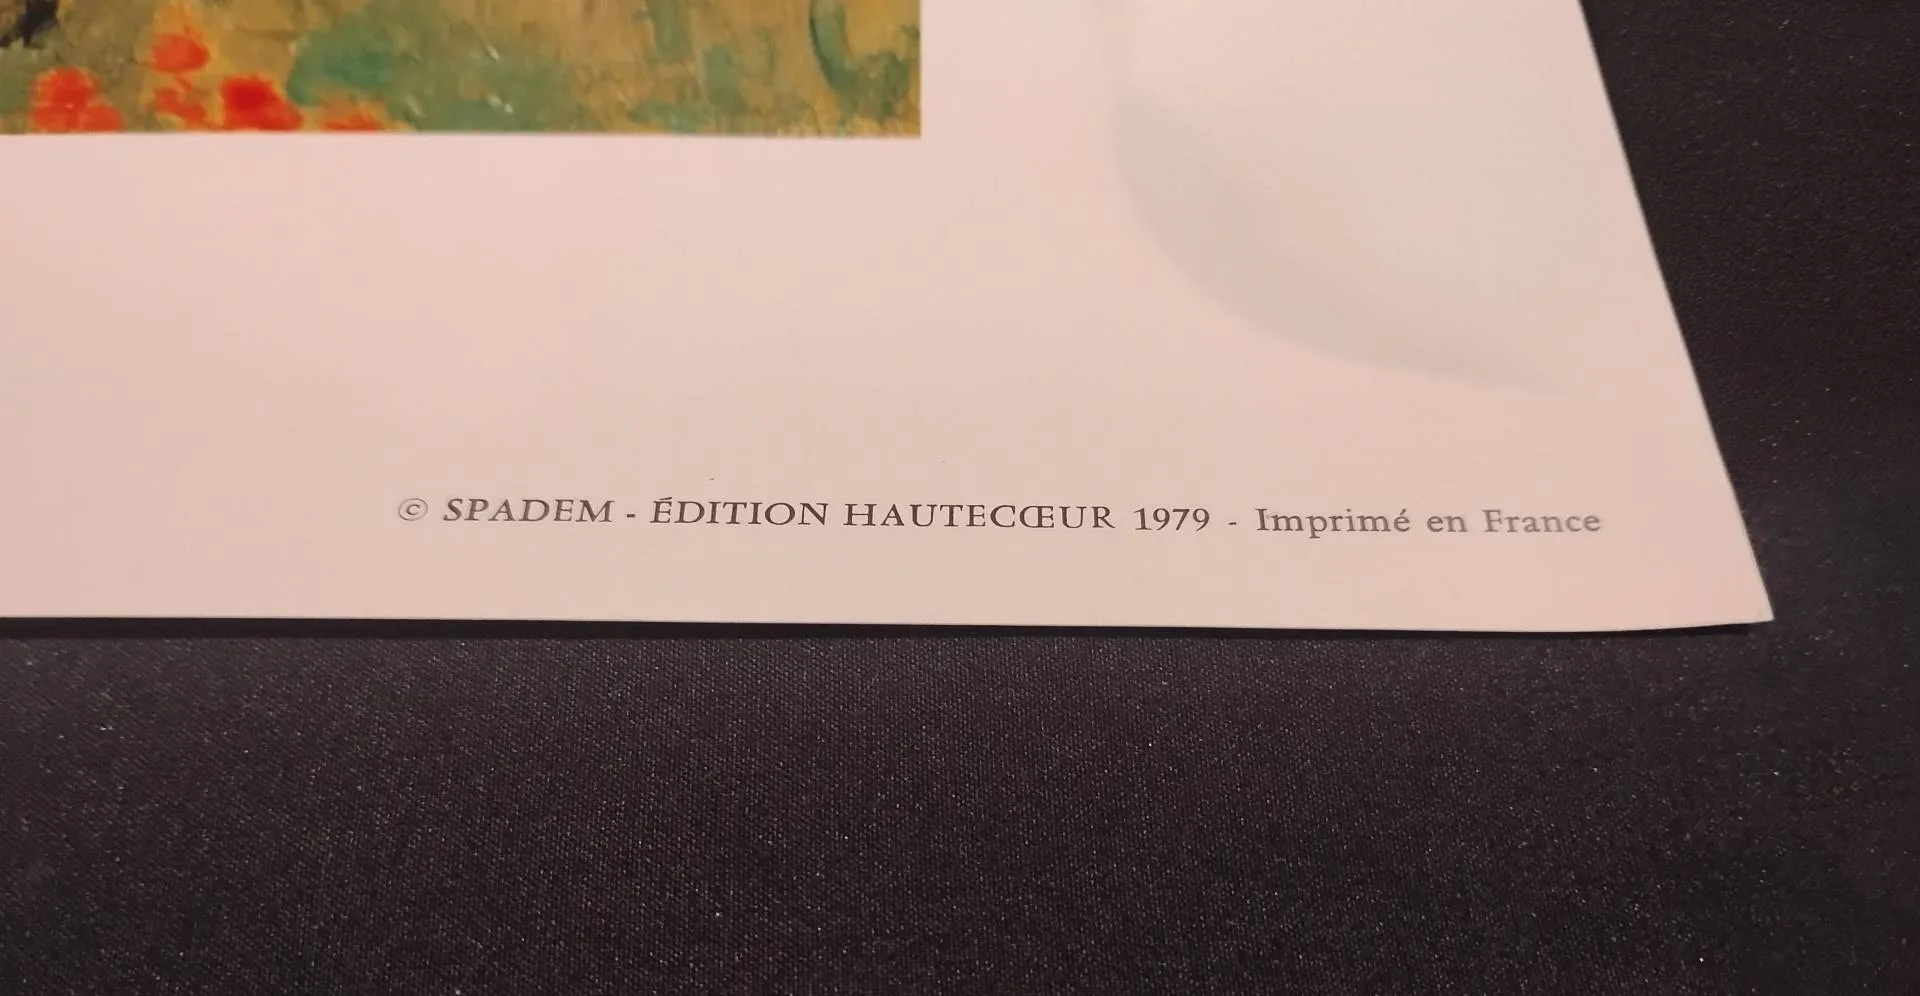 © SPADEM - ÉDITION HAUTECŒUR 1979 - Imprimé en France